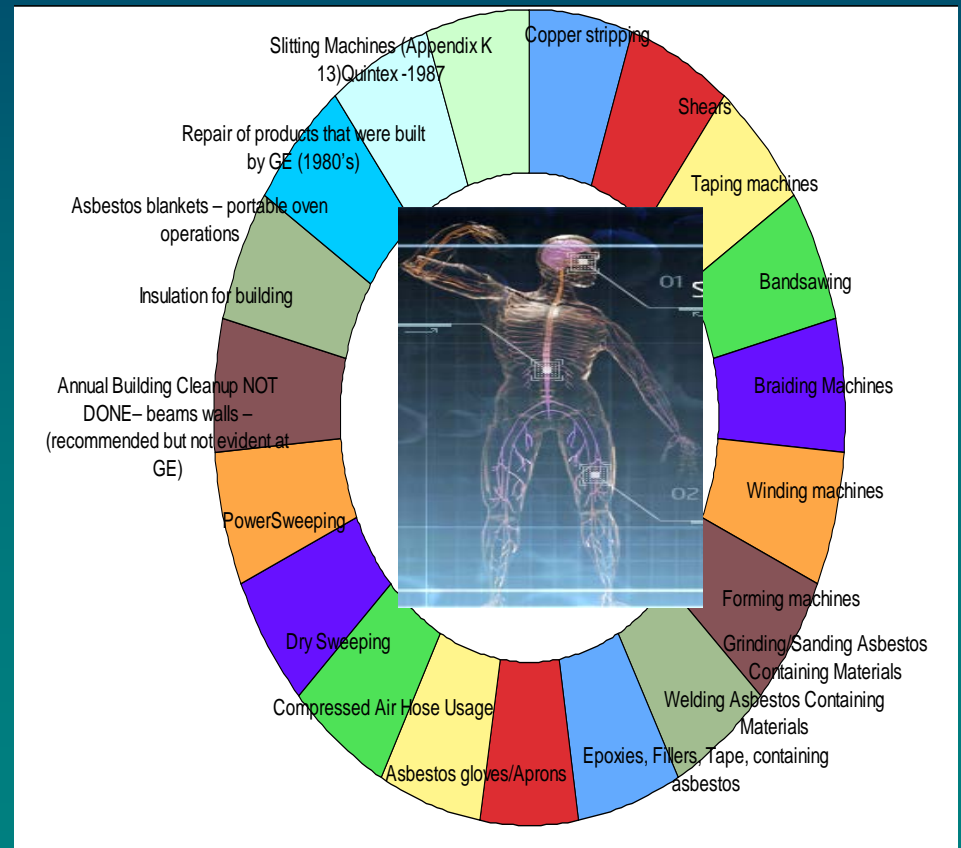 Copper stripping
Shears
Taping machines
Bandsawing
Braiding Machines
Winding machines
Forming machines
Grinding/Sanding Asbestos
Containing Materials
Welding Asbestos Containing
Materials
Epoxies, Fillers, Tape, containing
asbestos
Asbestos gloves/Aprons
Compressed Air Hose Usage
Dry Sweeping
PowerSweeping
Annual Building Cleanup NOT
DONE– beams walls –
(recommended but not evident at
GE)
Insulation for building
Asbestos blankets – portable oven
operations
Repair of products that were built
by GE (1980's)
Slitting Machines (Appendix K
13)Quintex -1987
01
S
02